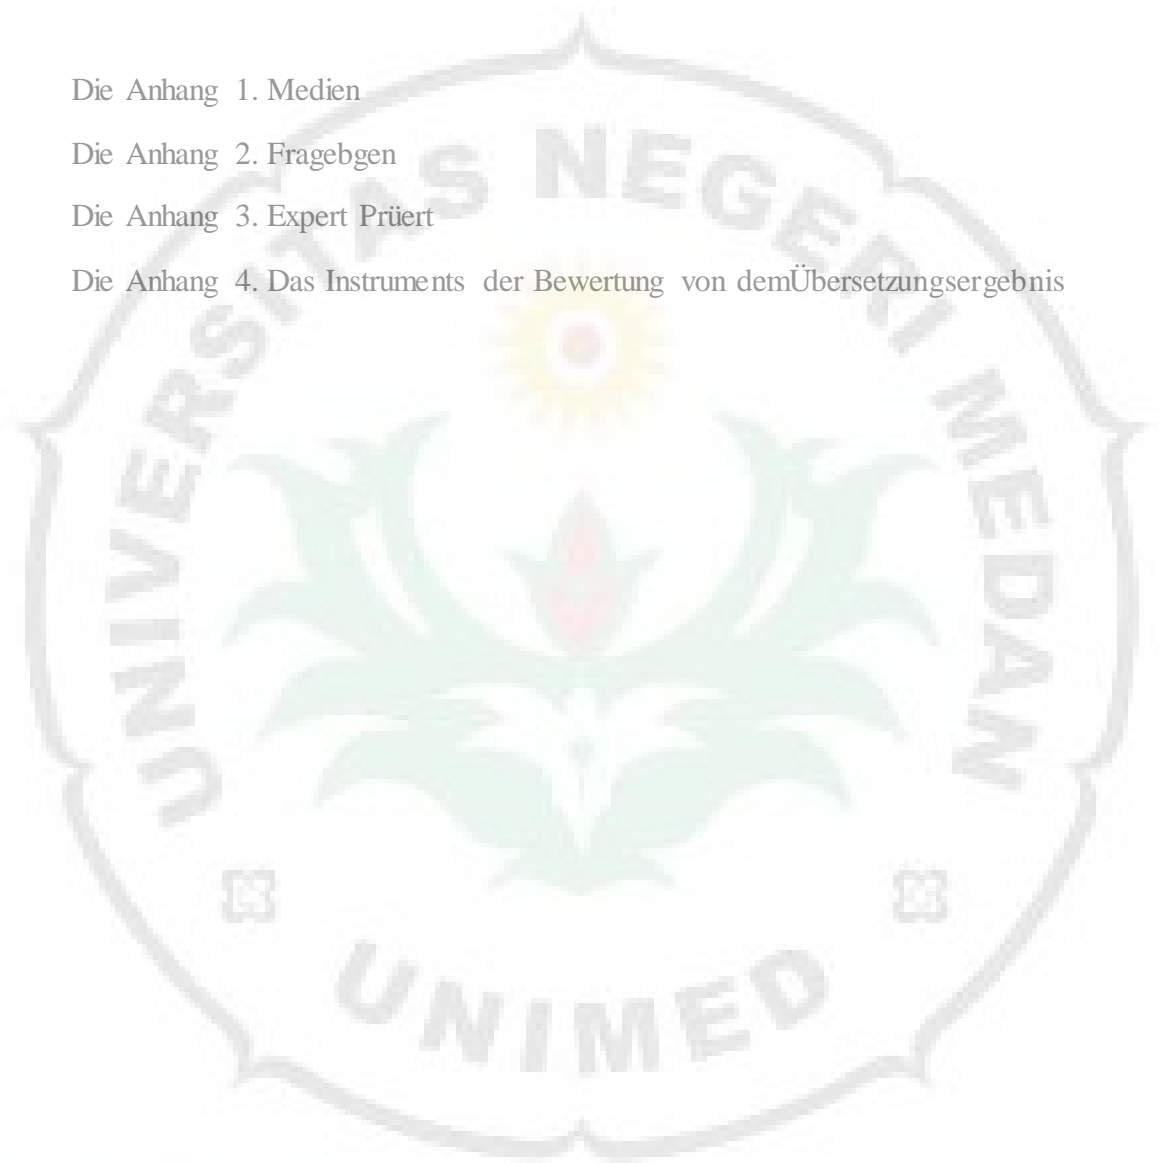 Die Anhang 1. Medien
Die Anhang 2. Fragebgen
Die Anhang 3. Expert Prüert
Die Anhang 4. Das Instruments der Bewertung von demÜbersetzungsergebnis
UNIVERSITAS NEGERI MEDAN
UNIMED